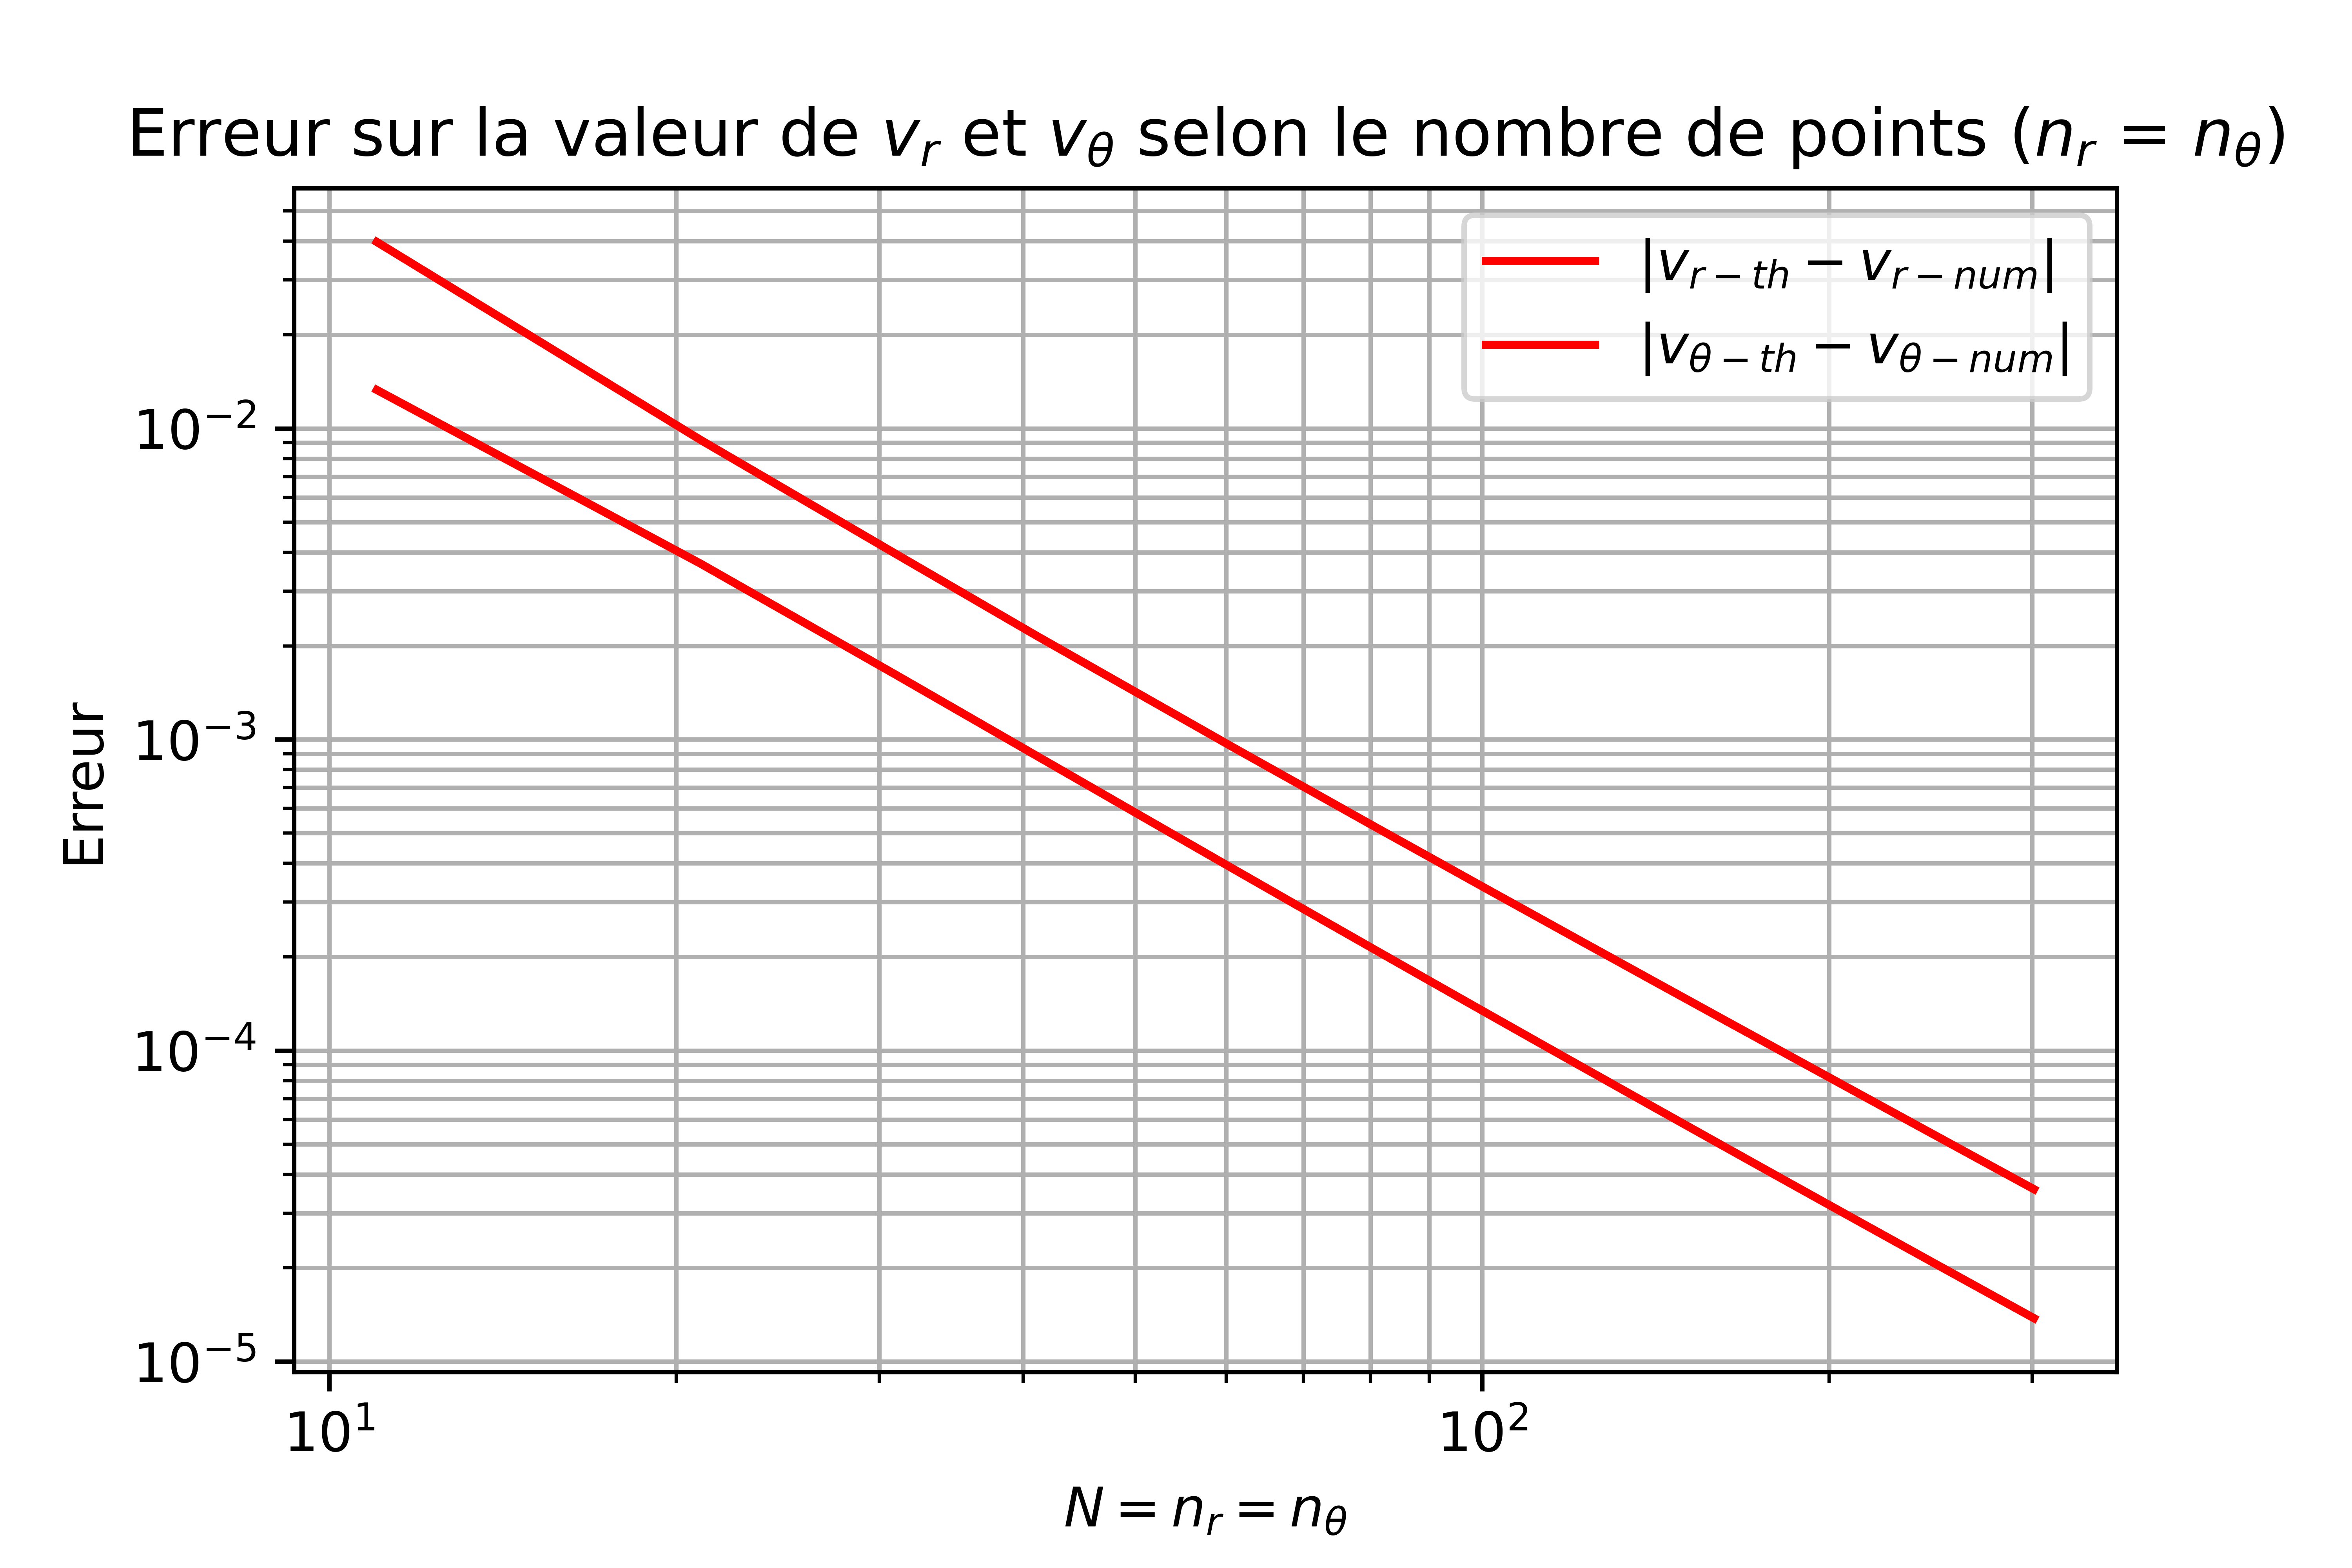 Erreur sur la valeur de v_r et v_θ selon le nombre de points (n_r = n_θ)
|v_{r−th} − v_{r−num}|
|v_{θ−th} − v_{θ−num}|
Erreur
10^{−2}
10^{−3}
10^{−4}
10^{−5}
10^1
10^2
N = n_r = n_θ